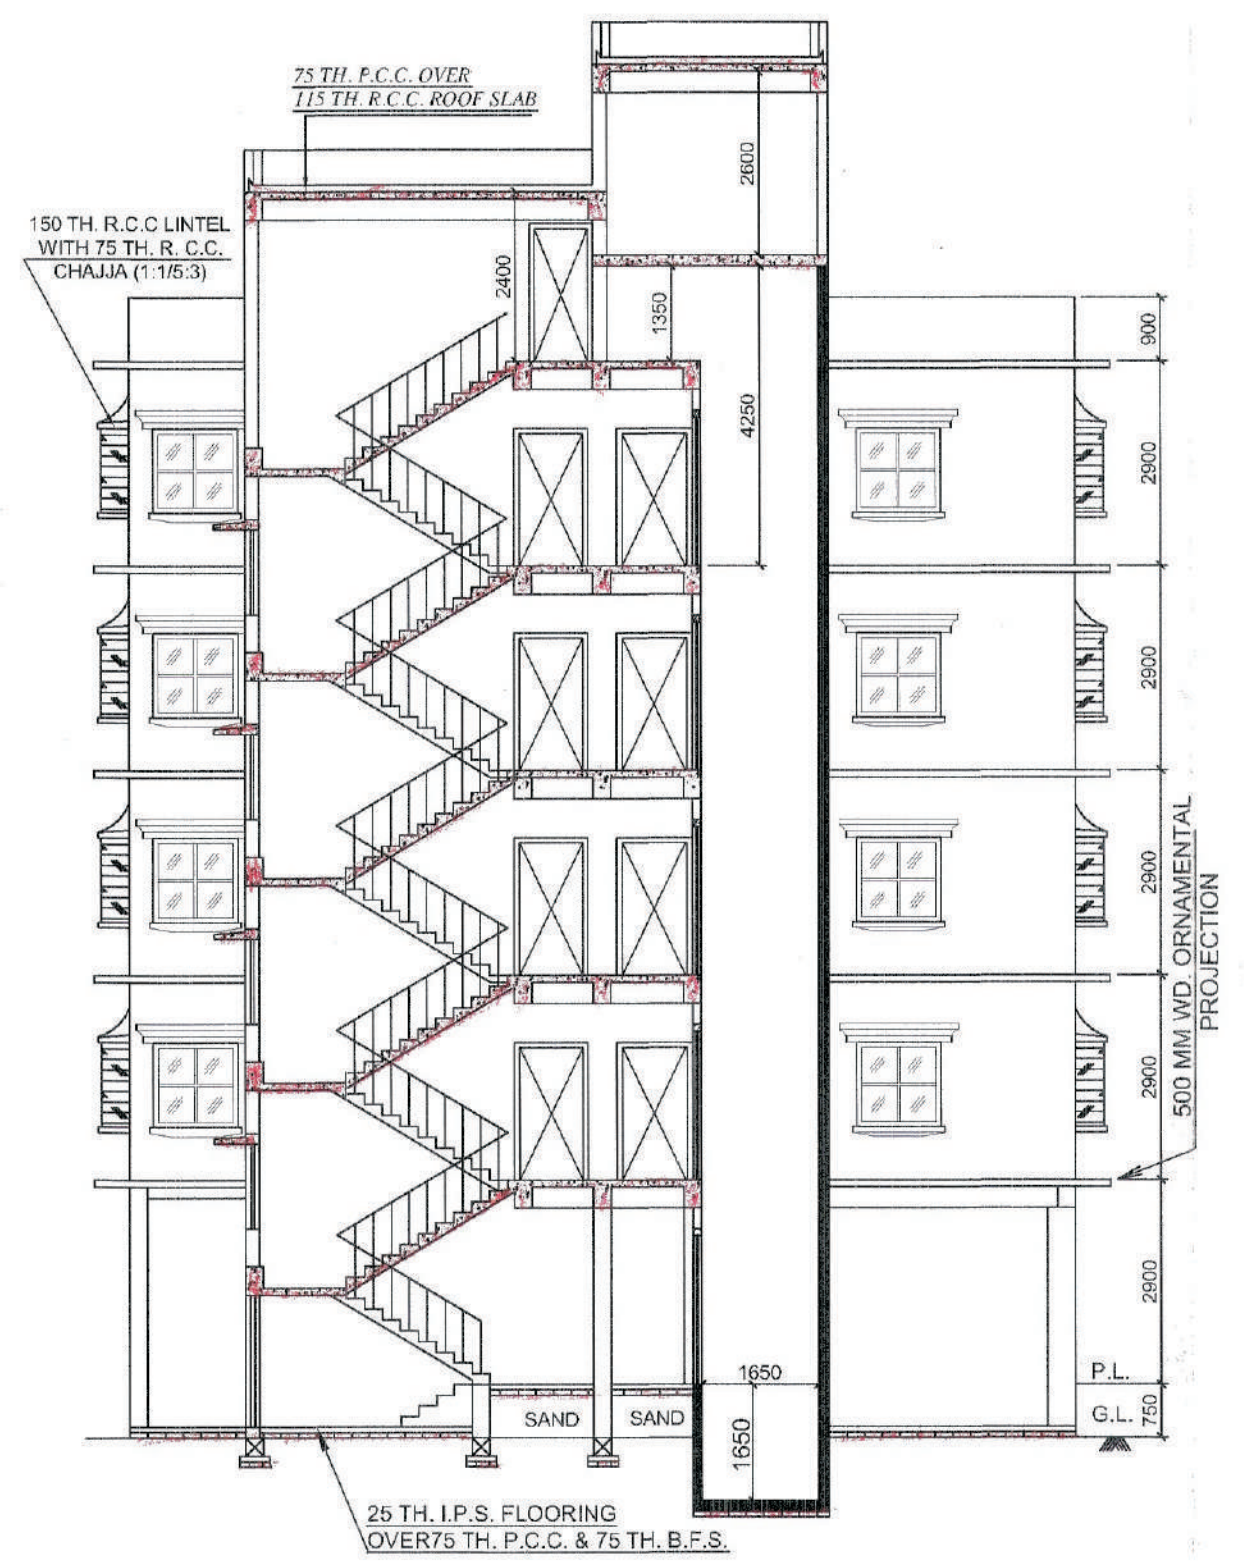 75 TH. P.C.C. OVER
115 TH. R.C.C. ROOF SLAB
2600
150 TH. R.C.C LINTEL
WITH 75 TH. R. C.C.
CHAJJA (1:1/5:3)
2400
1350
900
4250
2900
2900
2900
2900
500 MM WD. ORNAMENTAL
PROJECTION
2900
1650
P.L.
SAND
SAND
G.L.
750
1650
25 TH. I.P.S. FLOORING
OVER75 TH. P.C.C. & 75 TH. B.F.S.